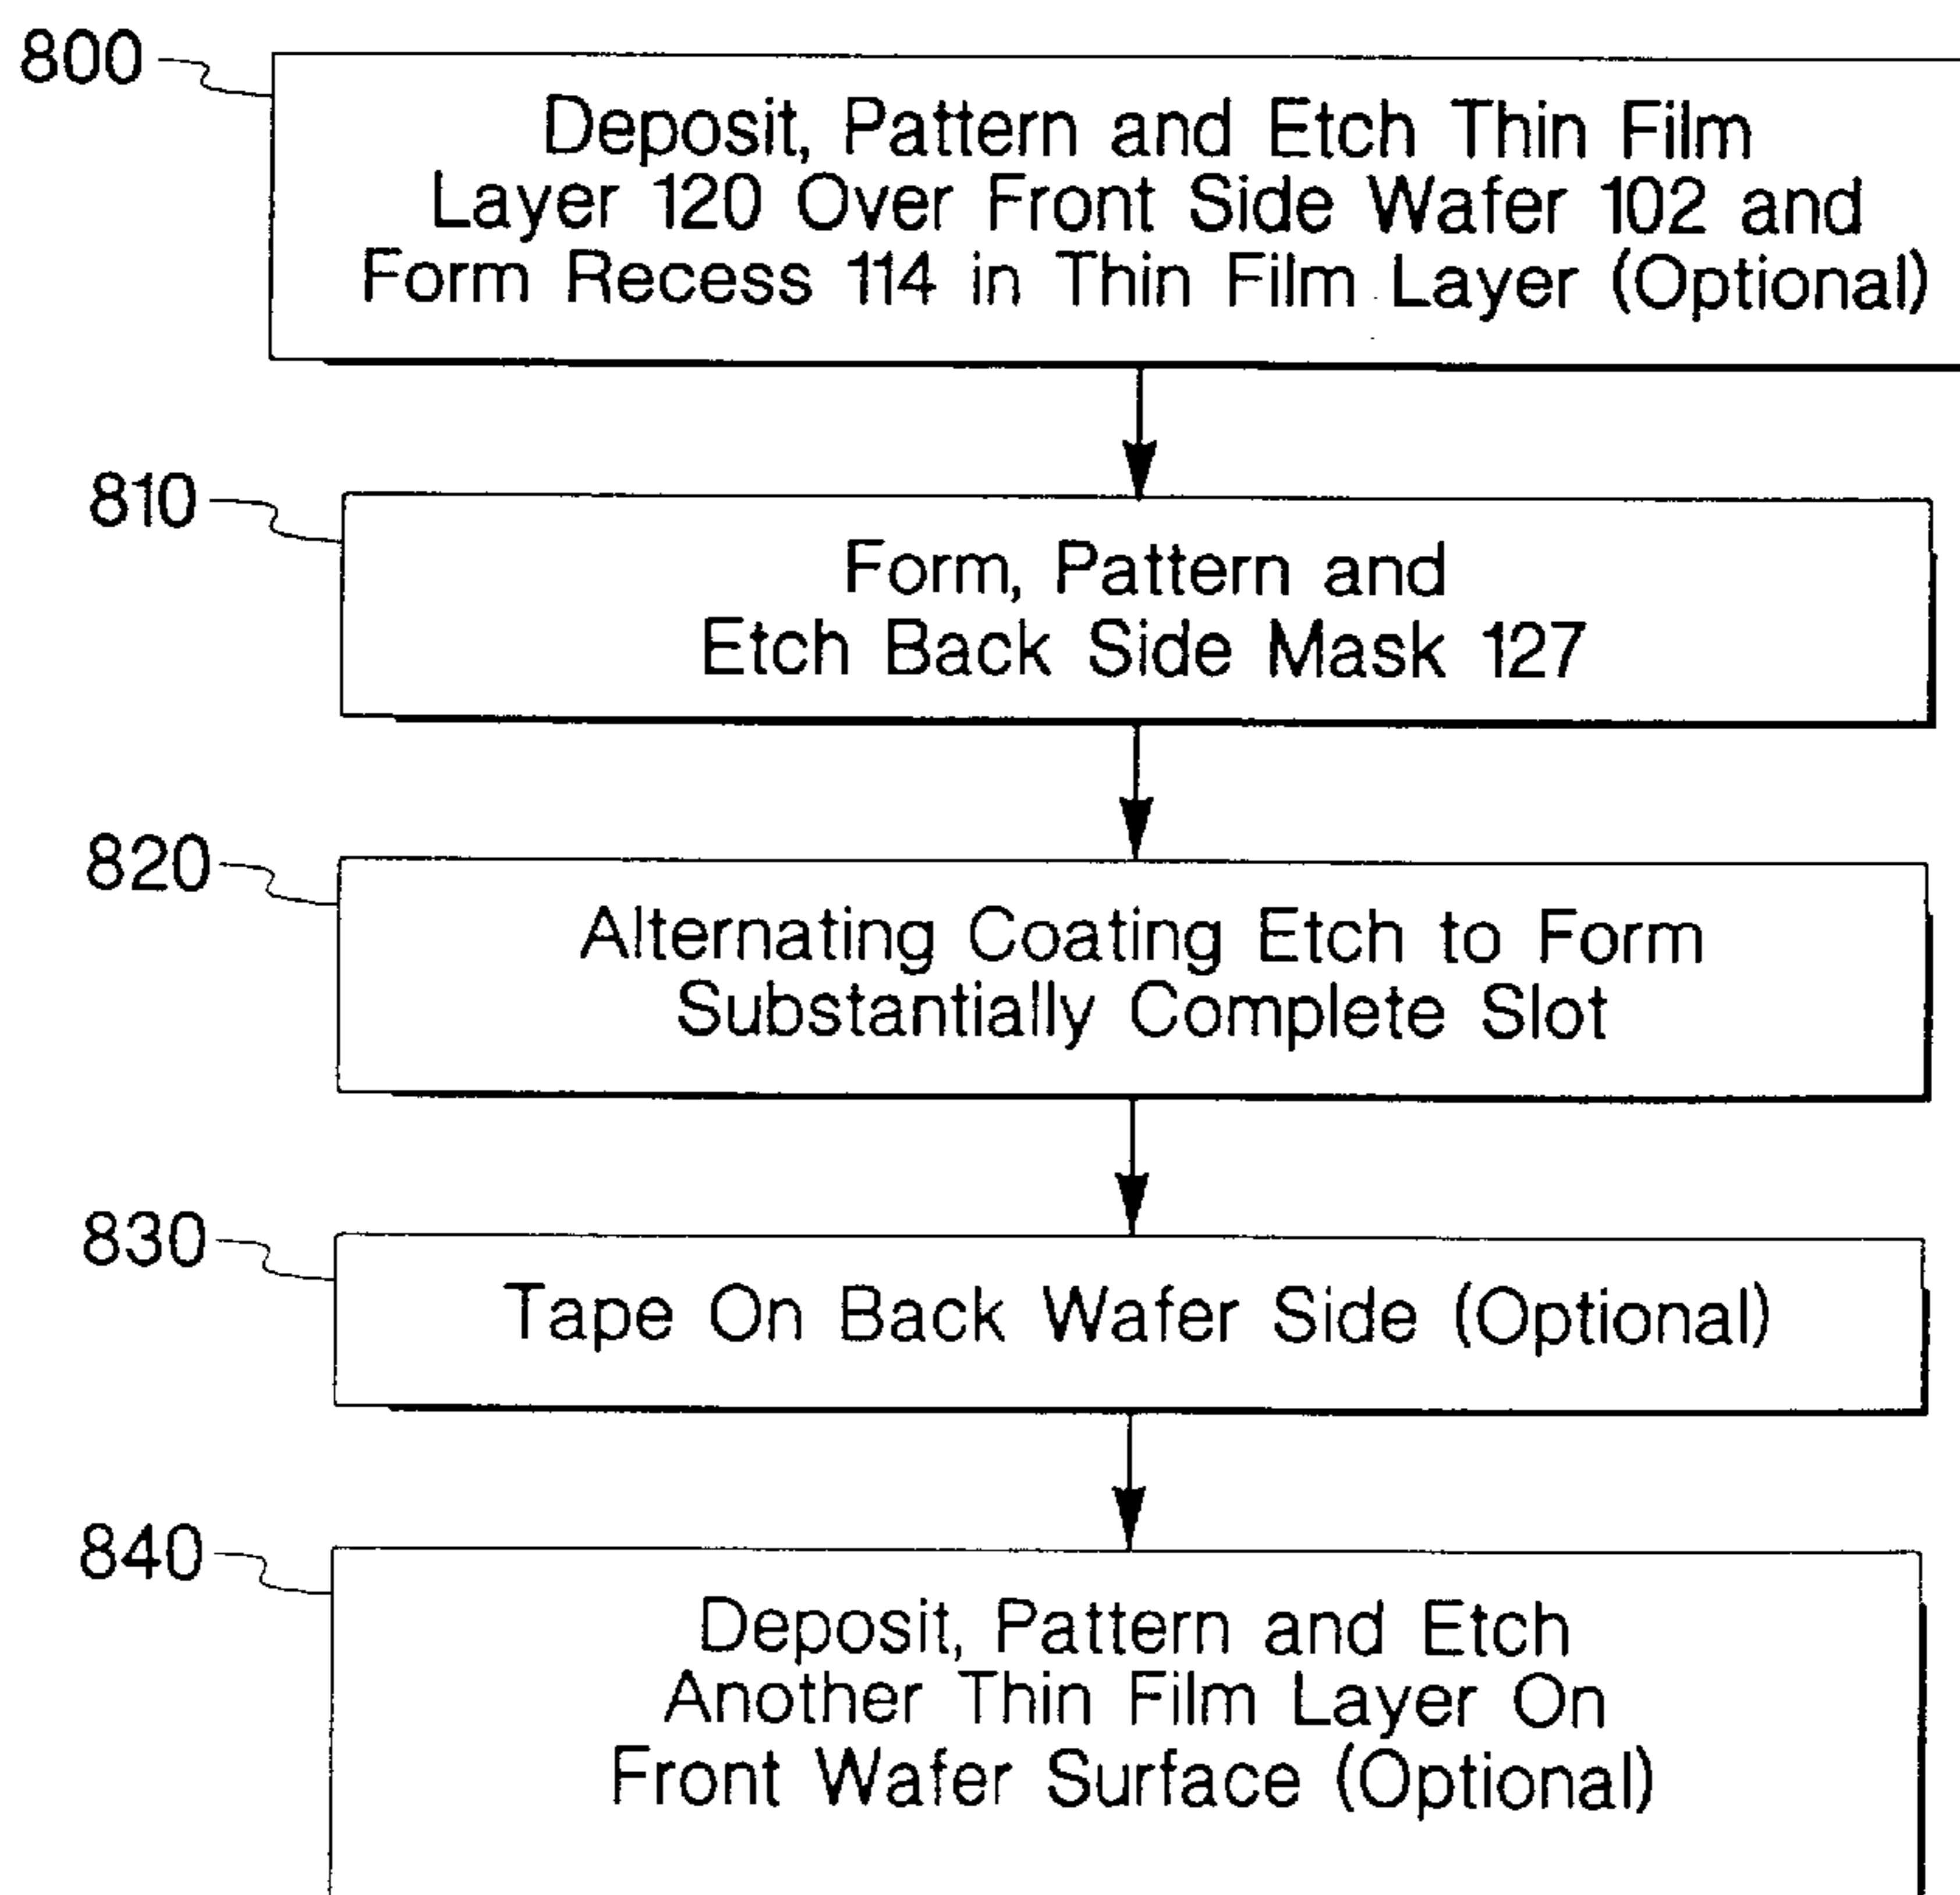 800
Deposit, Pattern and Etch Thin Film
Layer 120 Over Front Side Wafer 102 and
Form Recess 114 in Thin Film Layer (Optional)
810
Form, Pattern and
Etch Back Side Mask 127
820
Alternating Coating Etch to Form
Substantially Complete Slot
830
Tape On Back Wafer Side (Optional)
840
Deposit, Pattern and Etch
Another Thin Film Layer On
Front Wafer Surface (Optional)